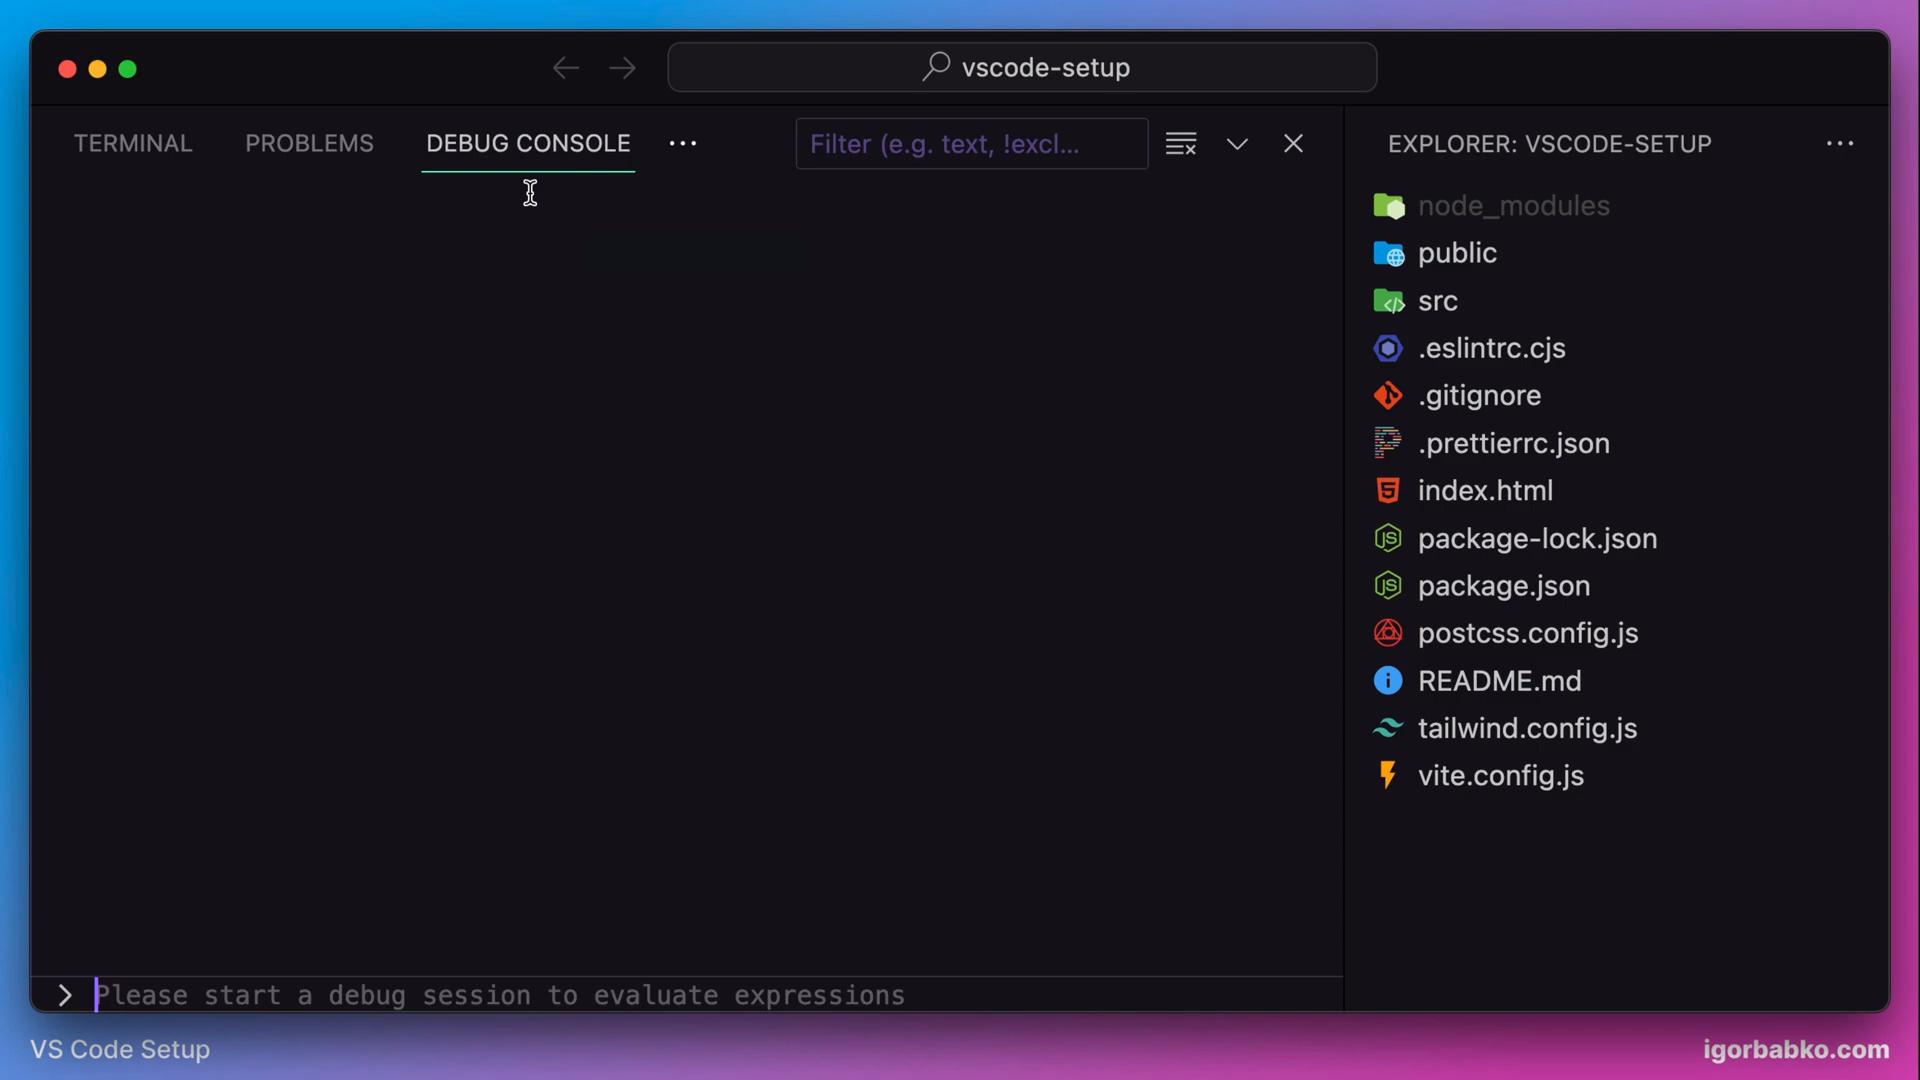 vscode-setup
TERMINAL PROBLEMS DEBUG CONSOLE ··· Filter (e.g. text, !excl...
EXPLORER: VSCODE-SETUP ···
node_modules
public
src
.eslintrc.cjs
.gitignore
.prettierrc.json
index.html
package-lock.json
package.json
postcss.config.js
README.md
tailwind.config.js
vite.config.js
Please start a debug session to evaluate expressions
VS Code Setup
igorbabko.com